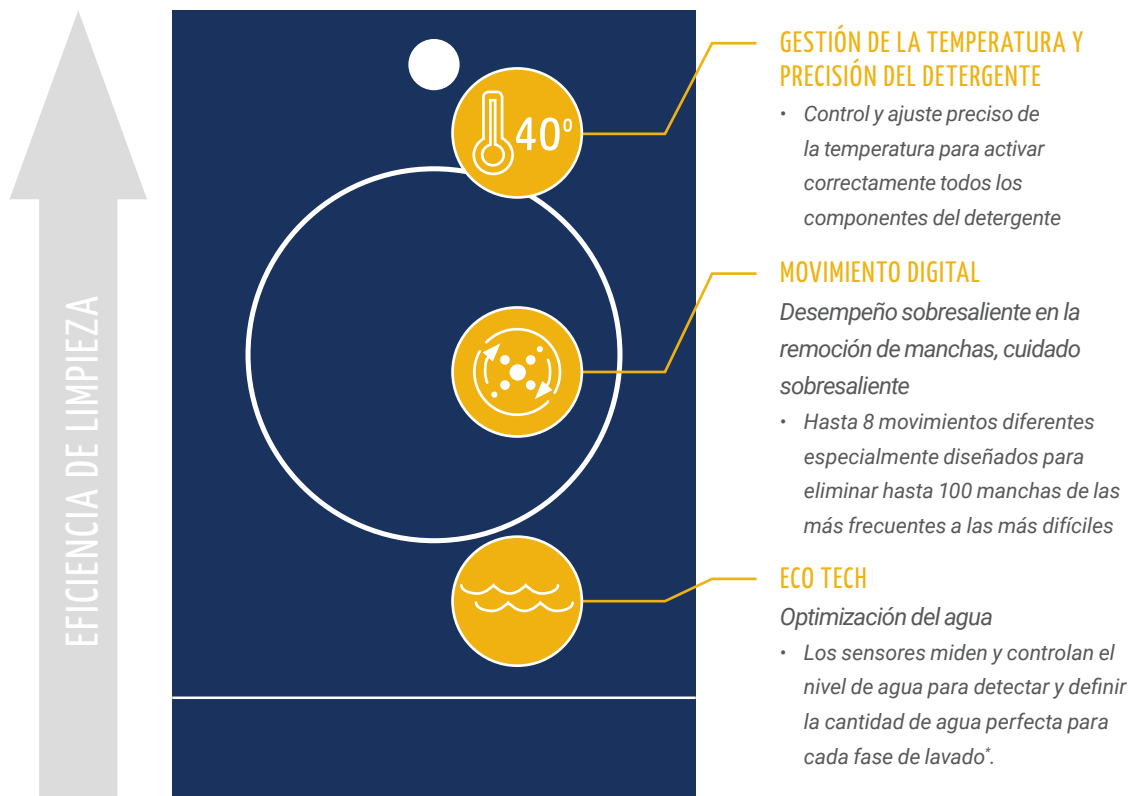 EFICIENCIA DE LIMPIEZA
40°
GESTIÓN DE LA TEMPERATURA Y
PRECISIÓN DEL DETERGENTE
• Control y ajuste preciso de
la temperatura para activar
correctamente todos los
componentes del detergente
MOVIMIENTO DIGITAL
Desempeño sobresaliente en la
remoción de manchas, cuidado
sobresaliente
• Hasta 8 movimientos diferentes
especialmente diseñados para
eliminar hasta 100 manchas de las
más frecuentes a las más difíciles
ECO TECH
Optimización del agua
• Los sensores miden y controlan el
nivel de agua para detectar y definir
la cantidad de agua perfecta para
cada fase de lavado*.